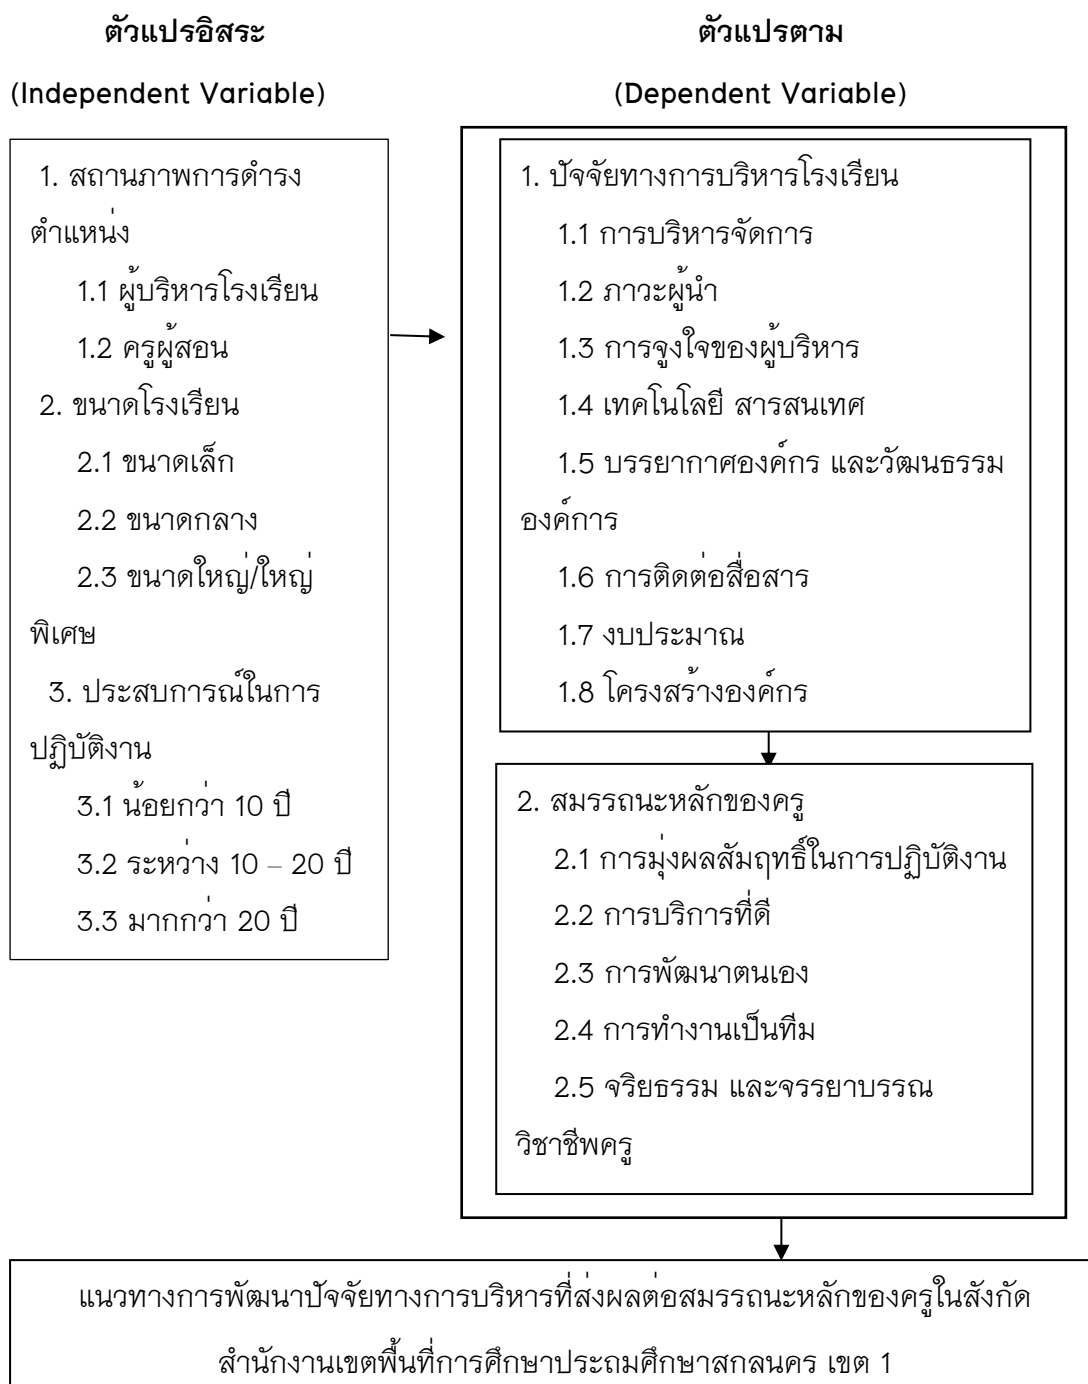 ตัวแปรอิสระ
(Independent Variable)
1. สถานภาพการดำรง
ตำแหน่ง
1.1 ผู้บริหารโรงเรียน
1.2 ครูผู้สอน
2. ขนาดโรงเรียน
2.1 ขนาดเล็ก
2.2 ขนาดกลาง
2.3 ขนาดใหญ่/ใหญ่
พิเศษ
3. ประสบการณ์ในการ
ปฏิบัติงาน
3.1 น้อยกว่า 10 ปี
3.2 ระหว่าง 10 – 20 ปี
3.3 มากกว่า 20 ปี
ตัวแปรตาม
(Dependent Variable)
1. ปัจจัยทางการบริหารโรงเรียน
1.1 การบริหารจัดการ
1.2 ภาวะผู้นำ
1.3 การจูงใจของผู้บริหาร
1.4 เทคโนโลยี สารสนเทศ
1.5 บรรยากาศองค์กร และวัฒนธรรม
องค์การ
1.6 การติดต่อสื่อสาร
1.7 งบประมาณ
1.8 โครงสร้างองค์กร
2. สมรรถนะหลักของครู
2.1 การมุ่งผลสัมฤทธิ์ในการปฏิบัติงาน
2.2 การบริการที่ดี
2.3 การพัฒนาตนเอง
2.4 การทำงานเป็นทีม
2.5 จริยธรรม และจรรยาบรรณ
วิชาชีพครู
แนวทางการพัฒนาปัจจัยทางการบริหารที่ส่งผลต่อสมรรถนะหลักของครูในสังกัด
สำนักงานเขตพื้นที่การศึกษาประถมศึกษาสกลนคร เขต 1